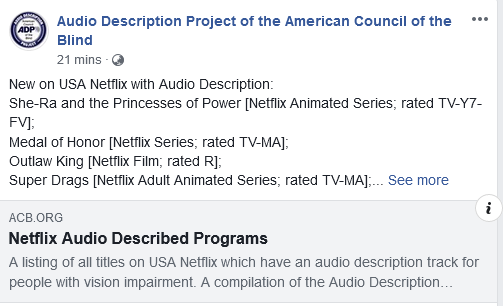 Audio Description Project of the American Council of the
Blind
21 mins ·
New on USA Netflix with Audio Description:
She-Ra and the Princesses of Power [Netflix Animated Series; rated TV-Y7-
FV];
Medal of Honor [Netflix Series; rated TV-MA];
Outlaw King [Netflix Film; rated R];
Super Drags [Netflix Adult Animated Series; rated TV-MA];... See more
ACB.ORG
Netflix Audio Described Programs
A listing of all titles on USA Netflix which have an audio description track for
people with vision impairment. A compilation of the Audio Description...
ADP